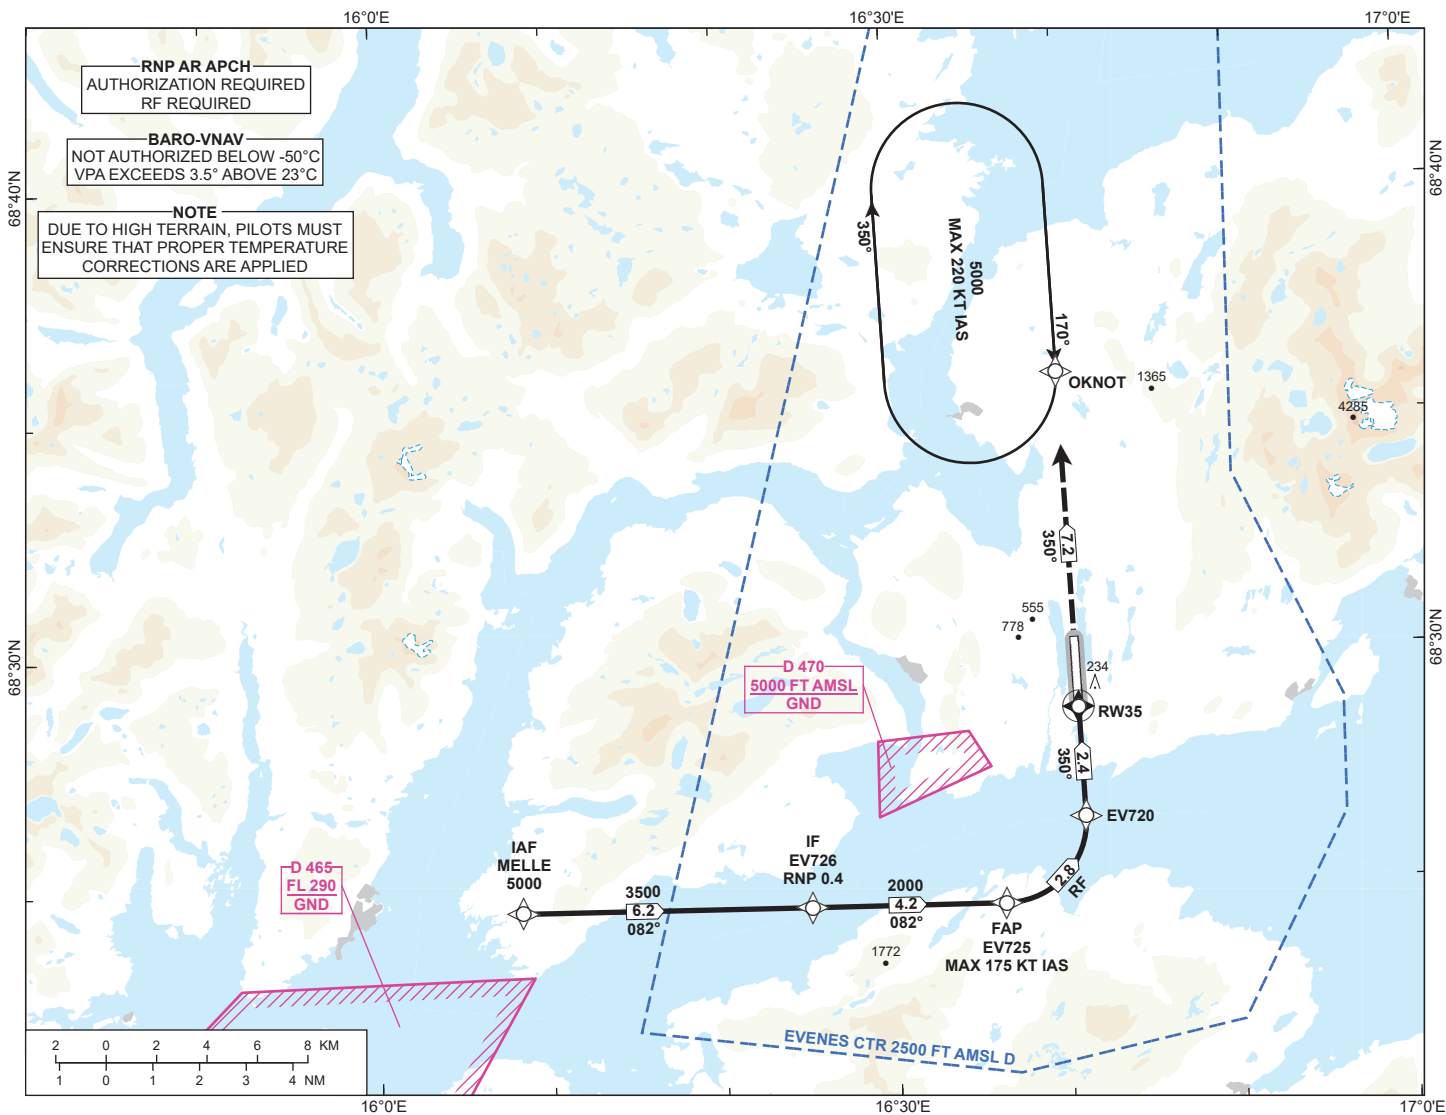 16°0'E
16°30'E
17°0'E
RNP AR APCH
AUTHORIZATION REQUIRED
RF REQUIRED
BARO-VNAV
NOT AUTHORIZED BELOW -50°C
VPA EXCEEDS 3.5° ABOVE 23°C
NOTE
DUE TO HIGH TERRAIN, PILOTS MUST
ENSURE THAT PROPER TEMPERATURE
CORRECTIONS ARE APPLIED
68°40'N
68°40'N
350°
5000
MAX 220 KT IAS
170°
OKNOT
1365
4285
7.2
350°
555
778
68°30'N
68°30'N
D 470
5000 FT AMSL
GND
234
RW35
2.4
350°
EV720
IAF
MELLE
5000
IF
EV726
RNP 0.4
D 465
FL 290
GND
3500
6.2
082°
2000
4.2
082°
2.8
RF
FAP
EV725
MAX 175 KT IAS
1772
EVENES CTR 2500 FT AMSL D
2 0 2 4 6 8 KM
1 0 1 2 3 4 NM
16°0'E
16°30'E
17°0'E